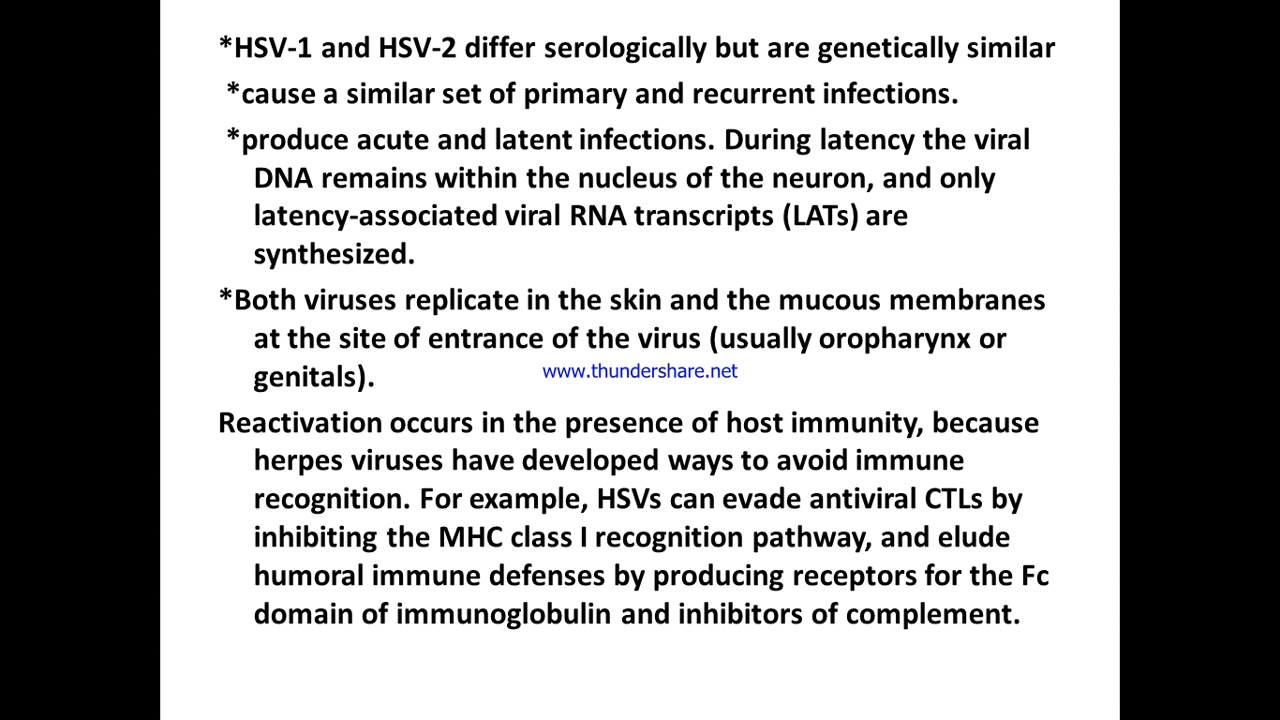 *HSV-1 and HSV-2 differ serologically but are genetically similar
*cause a similar set of primary and recurrent infections.
*produce acute and latent infections. During latency the viral
DNA remains within the nucleus of the neuron, and only
latency-associated viral RNA transcripts (LATs) are
synthesized.
*Both viruses replicate in the skin and the mucous membranes
at the site of entrance of the virus (usually oropharynx or
genitals).
www.thundershare.net
Reactivation occurs in the presence of host immunity, because
herpes viruses have developed ways to avoid immune
recognition. For example, HSVs can evade antiviral CTLs by
inhibiting the MHC class I recognition pathway, and elude
humoral immune defenses by producing receptors for the Fc
domain of immunoglobulin and inhibitors of complement.